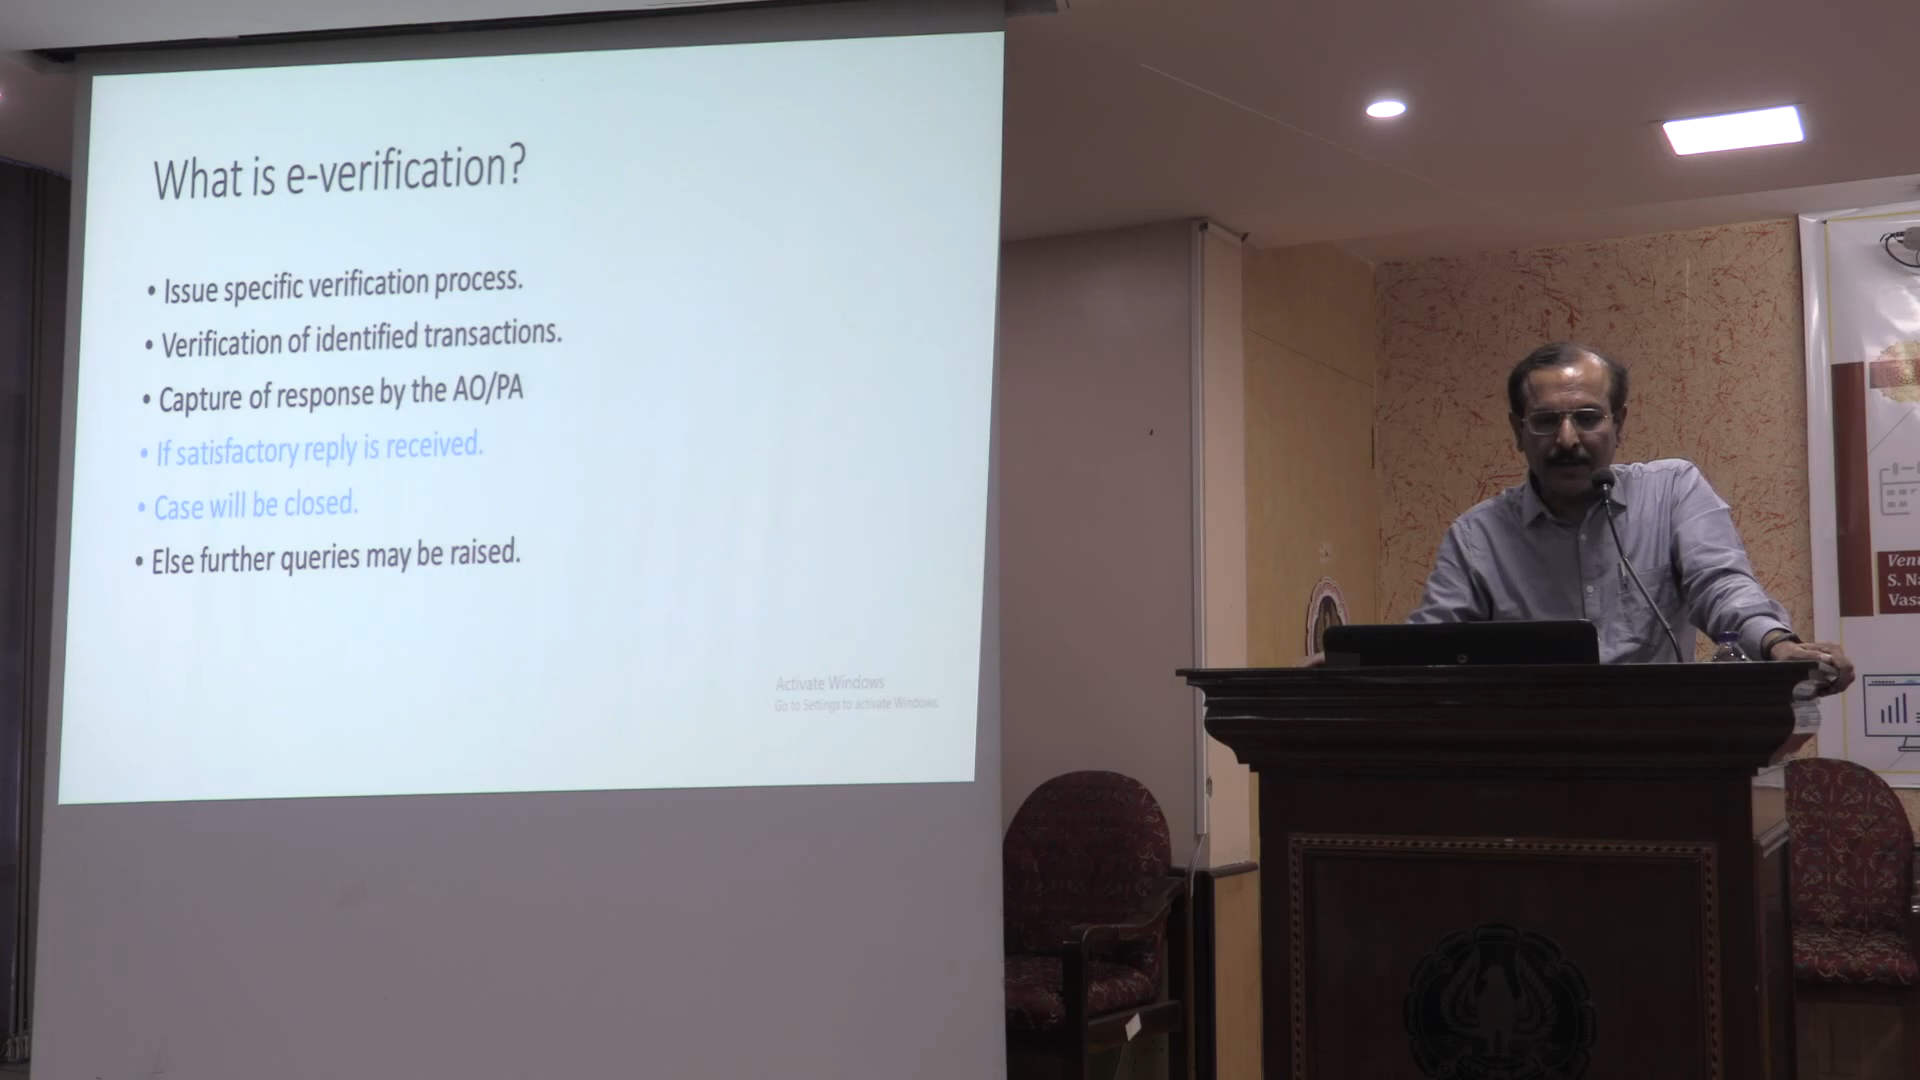 What is e-verification?
• Issue specific verification process.
• Verification of identified transactions.
• Capture of response by the AO/PA
• If satisfactory reply is received.
• Case will be closed.
• Else further queries may be raised.
Activate Windows
Go to Settings to activate Windows.
S.